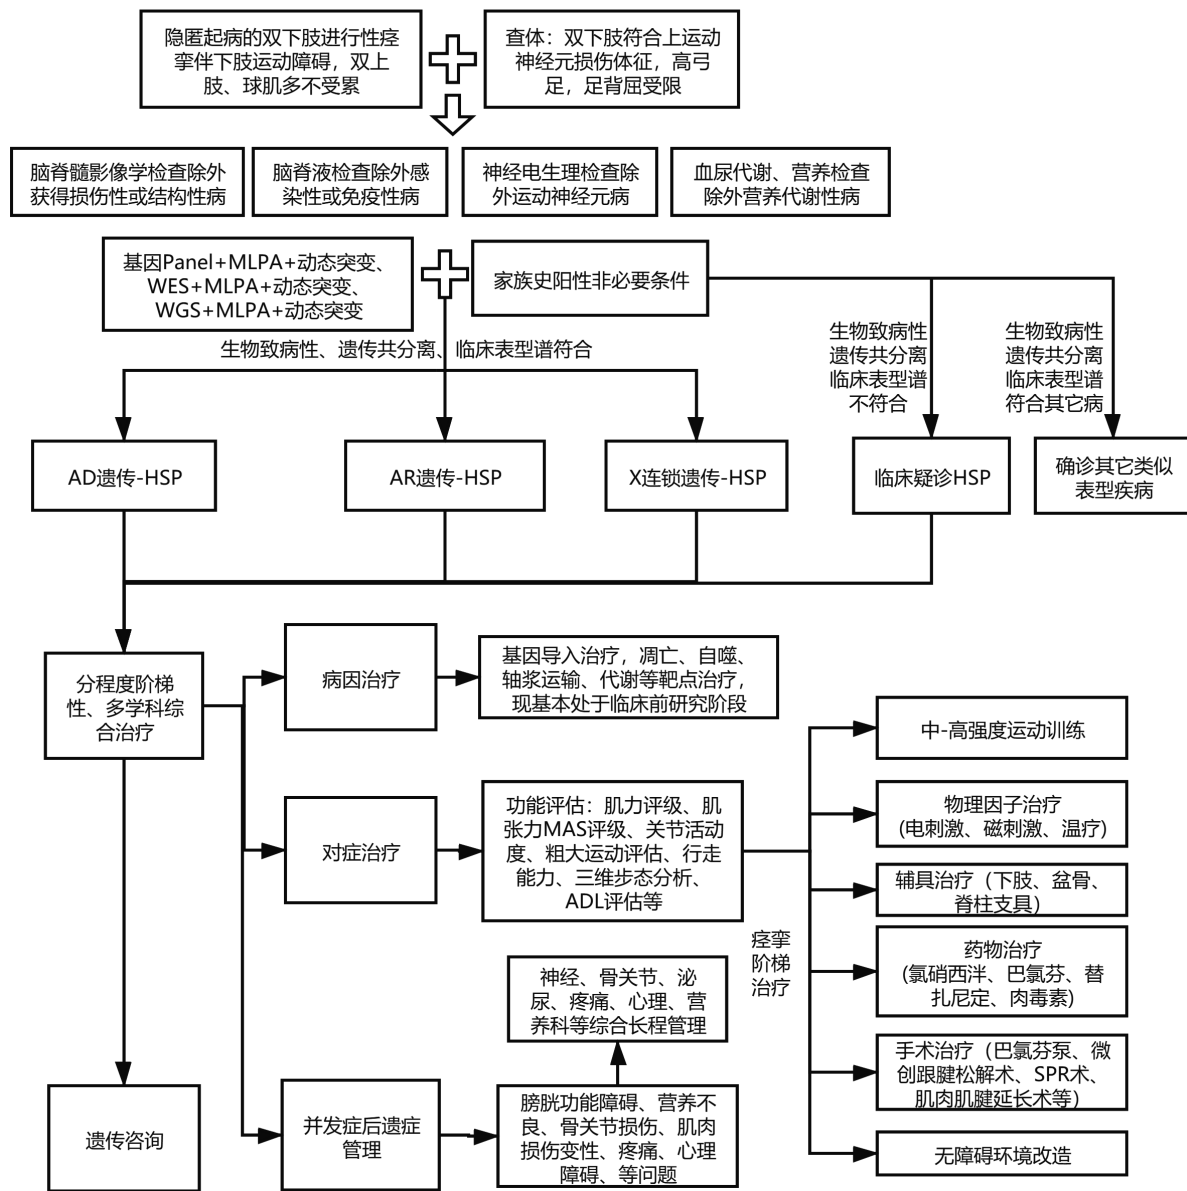 隐匿起病的双下肢进行性痉
挛伴下肢运动障碍，双上
肢、球肌多不受累
查体：双下肢符合上运动
神经元损伤体征，高弓
足，足背屈受限
脑脊髓影像学检查除外
获得损伤性或结构性病
脑脊液检查除外感
染性或免疫性病
神经电生理检查除
外运动神经元病
血尿代谢、营养检查
除外营养代谢性病
基因Panel+MLPA+动态突变、
WES+MLPA+动态突变、
WGS+MLPA+动态突变
家族史阳性非必要条件
生物致病性、遗传共分离、临床表型谱符合
生物致病性
遗传共分离
临床表型谱
不符合
生物致病性
遗传共分离
临床表型谱
符合其它病
AD遗传-HSP
AR遗传-HSP
X连锁遗传-HSP
临床疑诊HSP
确诊其它类似
表型疾病
分程度阶梯
性、多学科综
合治疗
病因治疗
基因导入治疗，凋亡、自噬、
轴浆运输、代谢等靶点治疗，
现基本处于临床前研究阶段
对症治疗
功能评估：肌力评级、肌
张力MAS评级、关节活动
度、粗大运动评估、行走
能力、三维步态分析、
ADL评估等
痉挛
阶梯
治疗
中-高强度运动训练
物理因子治疗
(电刺激、磁刺激、温疗)
辅具治疗（下肢、盆骨、
脊柱支具）
药物治疗
(氯硝西泮、巴氯芬、替
扎尼定、肉毒素)
手术治疗（巴氯芬泵、微
创跟腱松解术、SPR术、
肌肉肌腱延长术等）
无障碍环境改造
神经、骨关节、泌
尿、疼痛、心理、营
养科等综合长程管理
遗传咨询
并发症后遗症
管理
膀胱功能障碍、营养不
良、骨关节损伤、肌肉
损伤变性、疼痛、心理
障碍、等问题